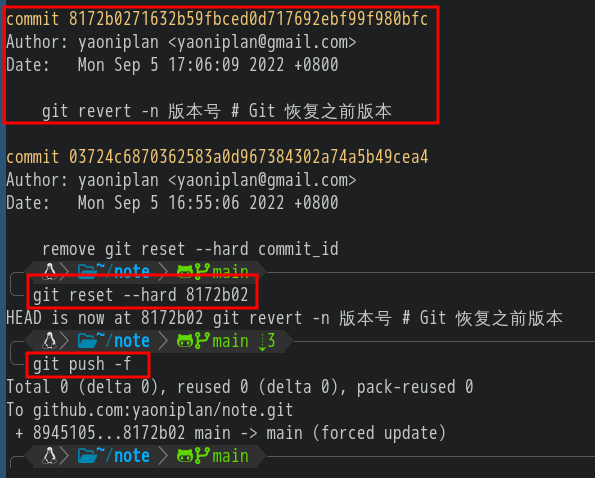 commit 8172b0271632b59fbced0d717692ebf99f980bfc
Author: yaoniplan <yaoniplan@gmail.com>
Date:   Mon Sep 5 17:06:09 2022 +0800
git revert -n 版本号 # Git 恢复之前版本
commit 03724c6870362583a0d967384302a74a5b49cea4
Author: yaoniplan <yaoniplan@gmail.com>
Date:   Mon Sep 5 16:55:06 2022 +0800
remove git reset --hard commit_id
~/note main
git reset --hard 8172b02
HEAD is now at 8172b02 git revert -n 版本号 # Git 恢复之前版本
~/note main ⇣3
git push -f
Total 0 (delta 0), reused 0 (delta 0), pack-reused 0
To github.com:yaoniplan/note.git
+ 8945105...8172b02 main -> main (forced update)
~/note main